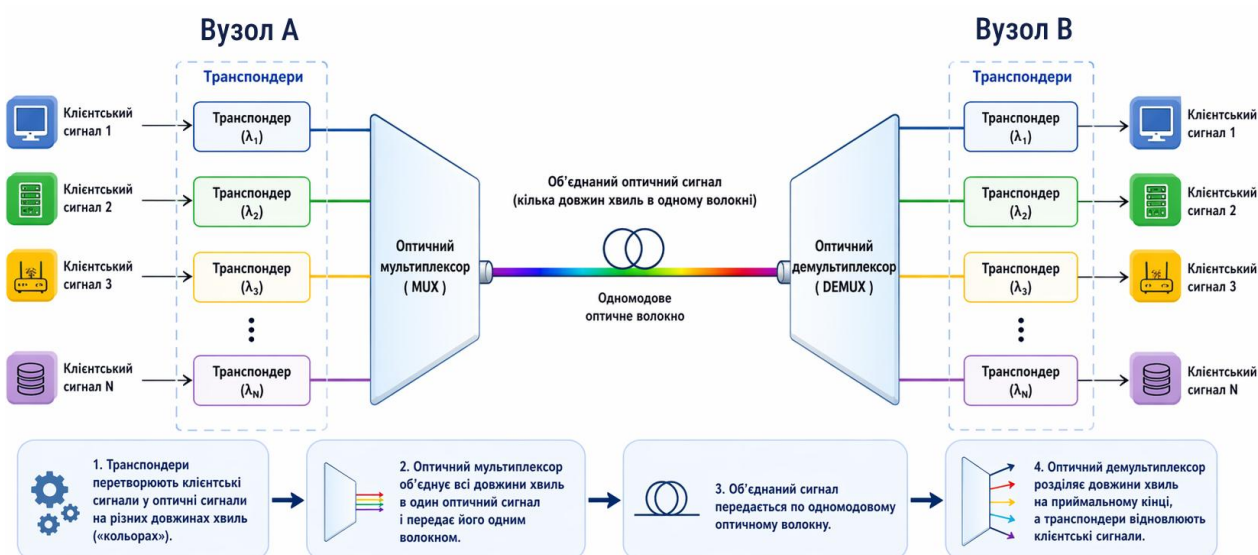 Вузол А
Вузол В
Транспондери
Транспондери
Клієнтський
сигнал 1
Транспондер
(λ₁)
Транспондер
(λ₁)
Клієнтський
сигнал 1
Клієнтський
сигнал 2
Транспондер
(λ₂)
Транспондер
(λ₂)
Клієнтський
сигнал 2
Клієнтський
сигнал 3
Транспондер
(λ₃)
Транспондер
(λ₃)
Клієнтський
сигнал 3
Клієнтський
сигнал N
Транспондер
(λN)
Транспондер
(λN)
Клієнтський
сигнал N
Оптичний
мультиплексор
( MUX )
Об'єднаний оптичний сигнал
(кілька довжин хвиль в одному волокні)
Одномодове
оптичне волокно
Оптичний
демультиплексор
( DEMUX )
1. Транспондери
перетворюють клієнтські
сигнали у оптичні сигнали
на різних довжинах хвиль
(«кольорах»).
2. Оптичний мультиплексор
об'єднує всі довжини хвиль
в один оптичний сигнал
і передає його одним
волокном.
3. Об'єднаний сигнал
передається по одномодовому
оптичному волокну.
4. Оптичний демультиплексор
розділяє довжини хвиль
на приймальному кінці,
а транспондери відновлюють
клієнтські сигнали.